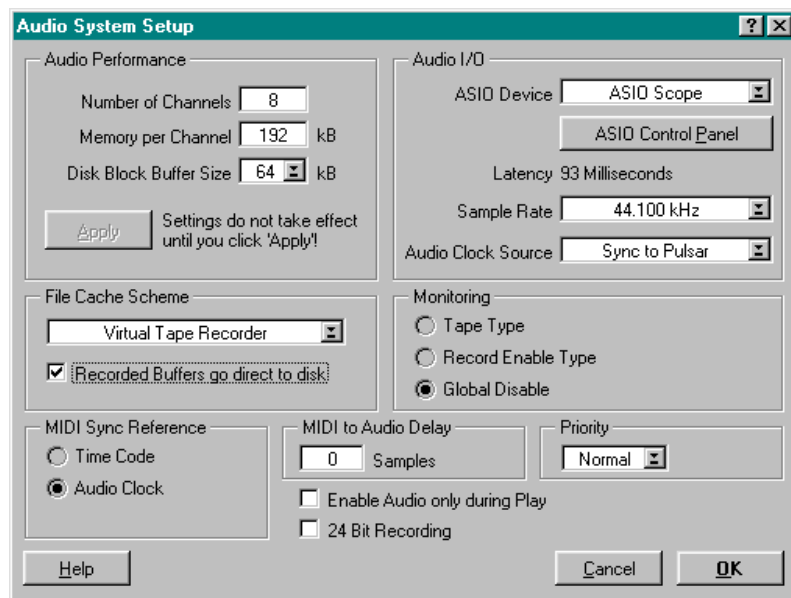 Audio System Setup
Audio Performance
Number of Channels 8
Memory per Channel 192 kB
Disk Block Buffer Size 64 kB
Apply
Settings do not take effect
until you click 'Apply'!
Audio I/O
ASIO Device ASIO Scope
ASIO Control Panel
Latency 93 Milliseconds
Sample Rate 44.100 kHz
Audio Clock Source Sync to Pulsar
File Cache Scheme
Virtual Tape Recorder
Recorded Buffers go direct to disk
Monitoring
Tape Type
Record Enable Type
Global Disable
MIDI Sync Reference
Time Code
Audio Clock
MIDI to Audio Delay
0 Samples
Priority
Normal
Enable Audio only during Play
24 Bit Recording
Help
Cancel
OK